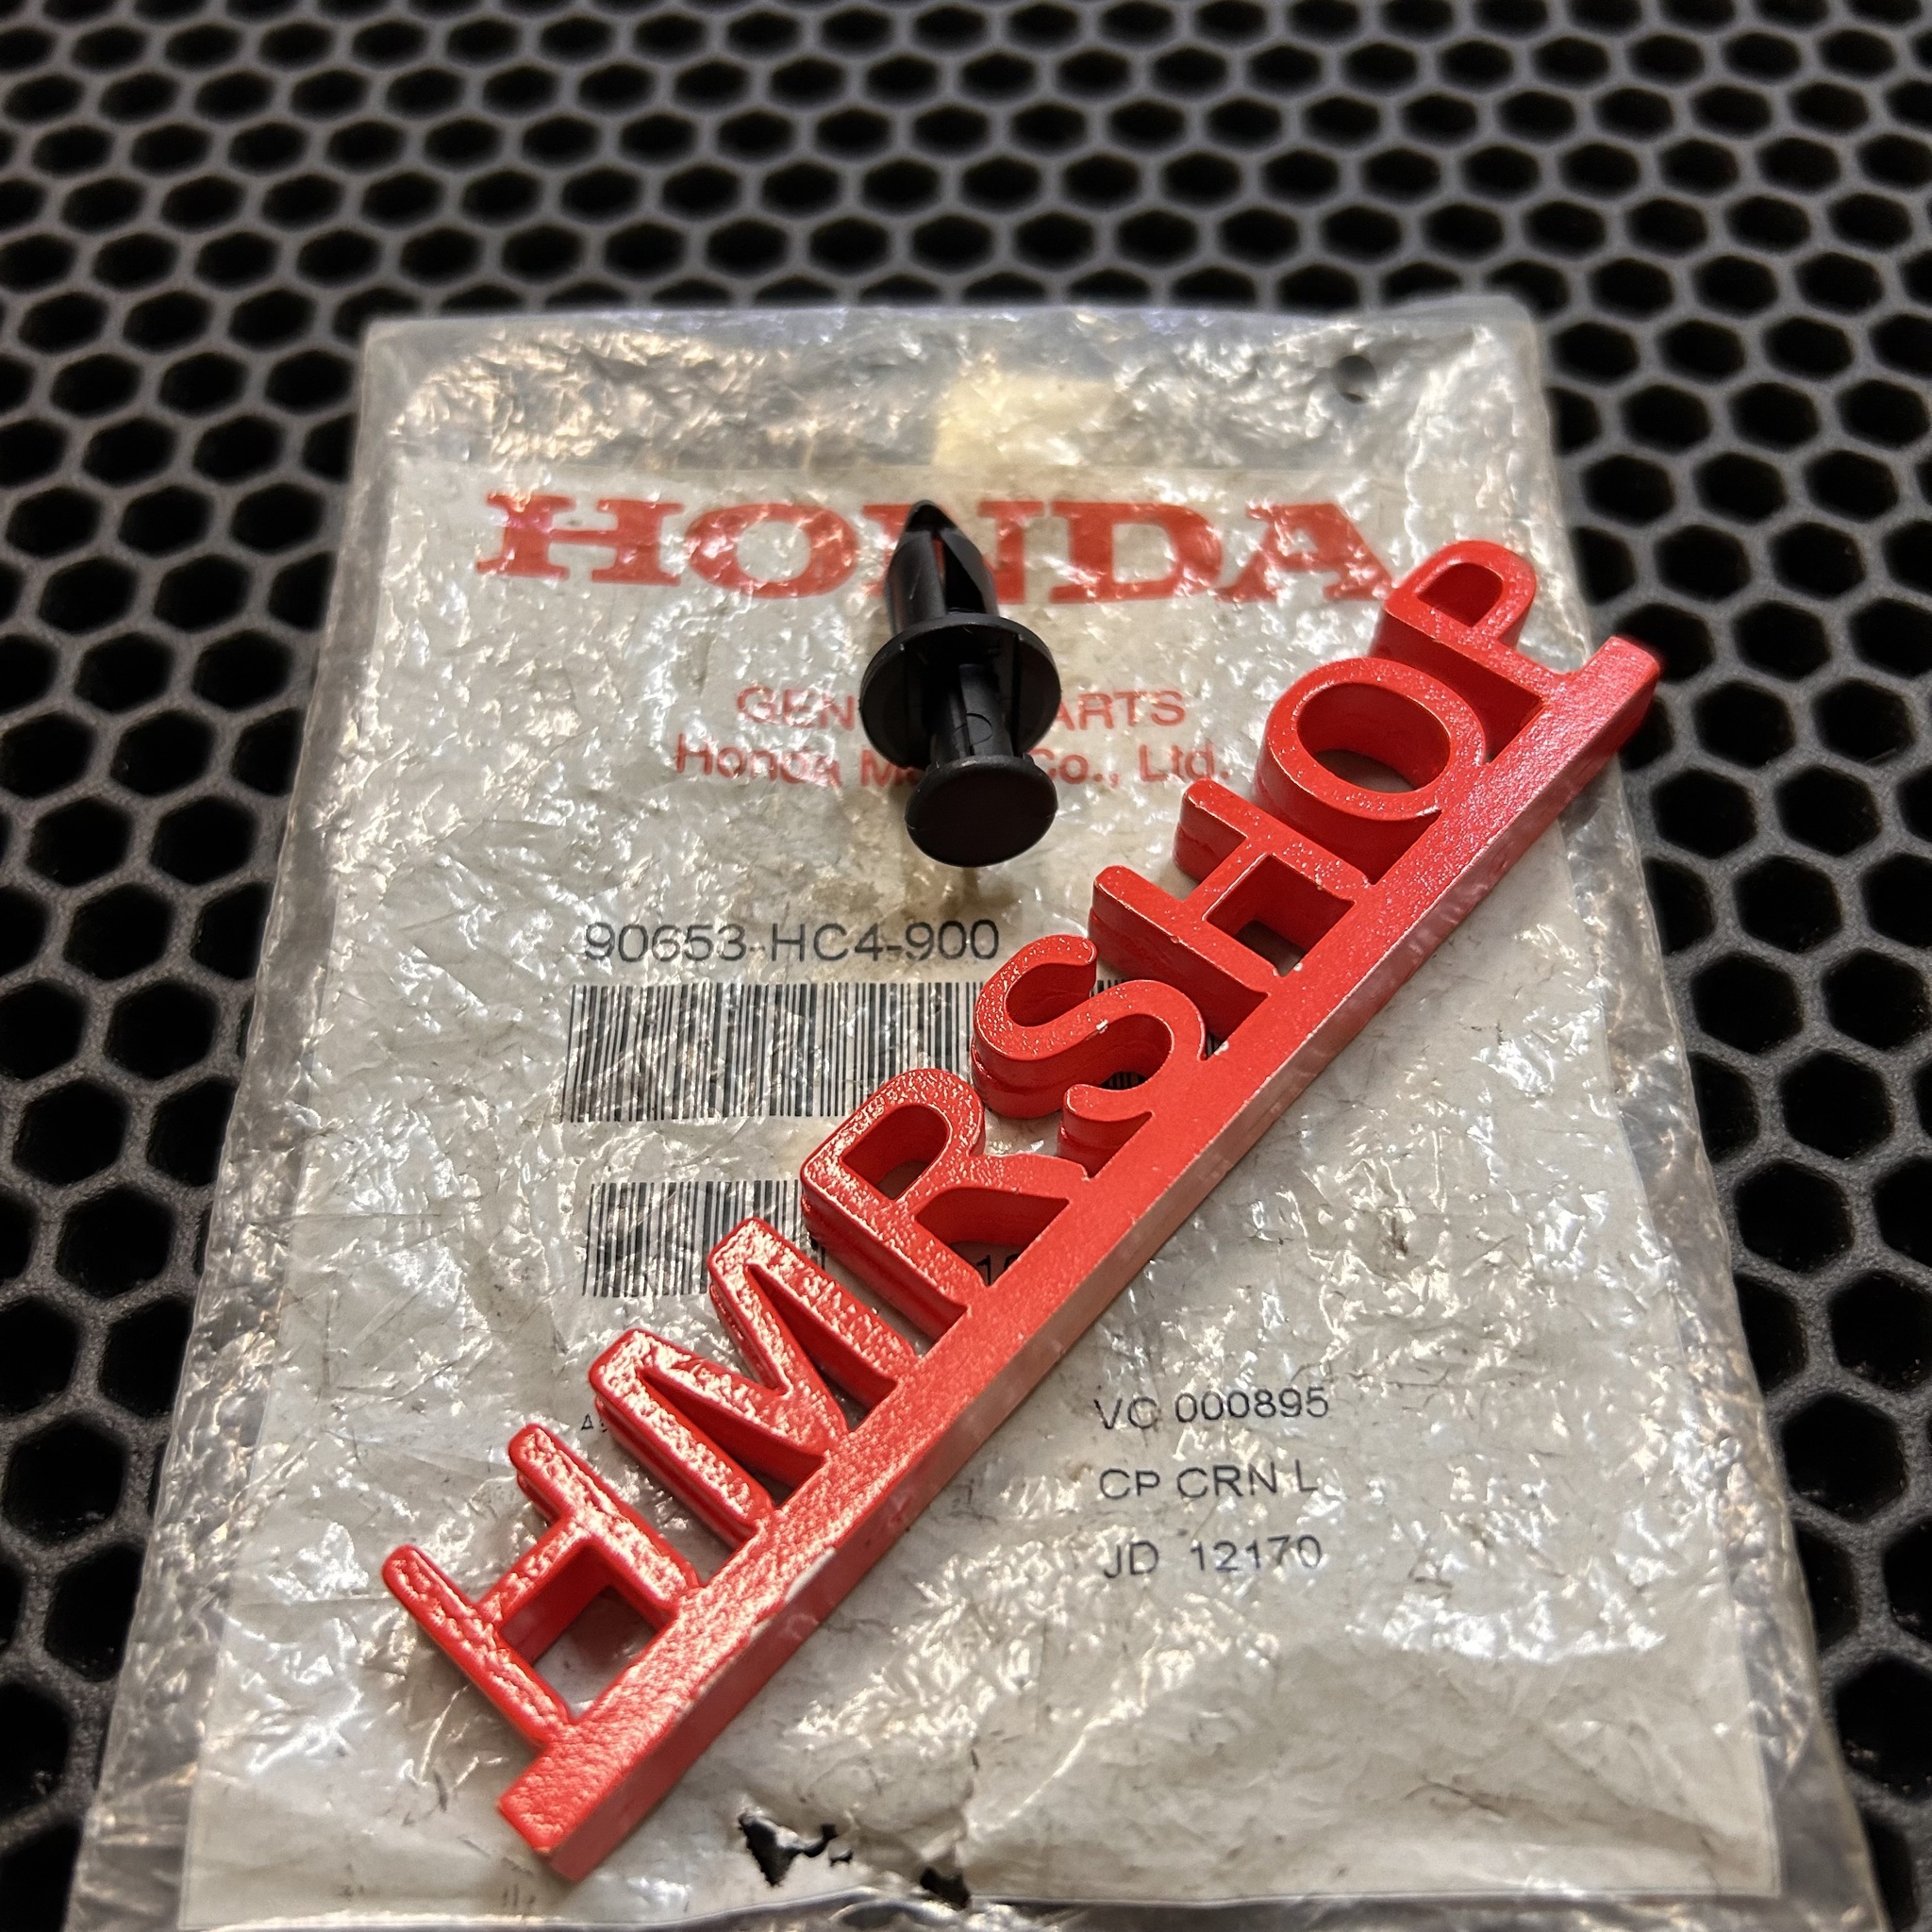 HONDA
GEN ARTS
Honda M Co., Ltd.
90653-HC4-900
HMRSHOP
VC 000895
CP CRN L
JD 12170